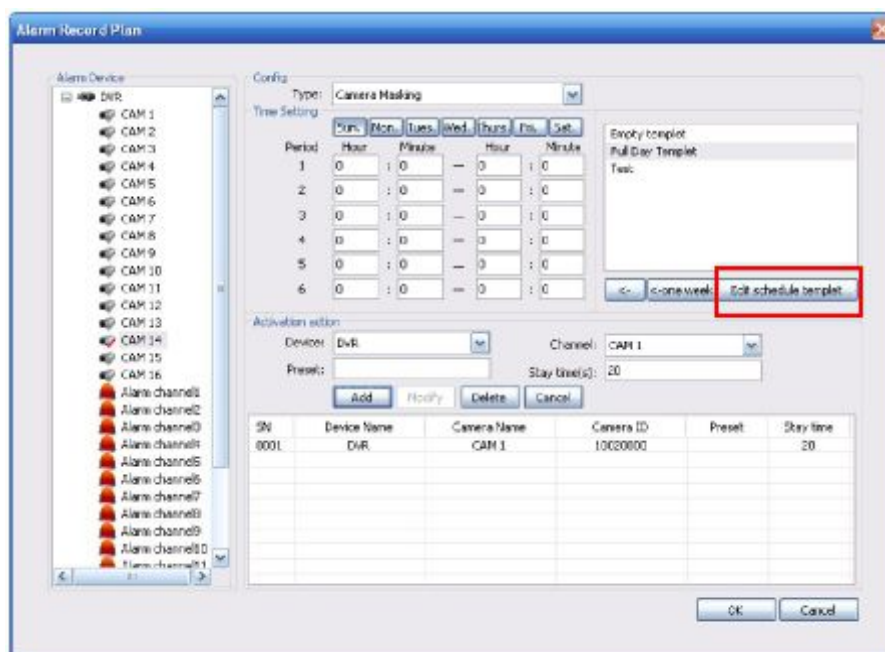 Alarm Record Plan
Alarm Device
DVR
CAM 1
CAM 2
CAM 3
CAM 4
CAM 5
CAM 6
CAM 7
CAM 8
CAM 9
CAM 10
CAM 11
CAM 12
CAM 13
CAM 14
CAM 15
CAM 16
Alarm channel1
Alarm channel2
Alarm channel3
Alarm channel4
Alarm channel5
Alarm channel6
Alarm channel7
Alarm channel8
Alarm channel9
Alarm channel10
Alarm channel11
Config
Type: Camera Masking
Time Setting
Sun. Mon. Tues. Wed. Thurs. Fri. Sat.
Period Hour Minute Hour Minute
1 0 : 0 — 0 : 0
2 0 : 0 — 0 : 0
3 0 : 0 — 0 : 0
4 0 : 0 — 0 : 0
5 0 : 0 — 0 : 0
6 0 : 0 — 0 : 0
Empty templet
Full Day Templet
Test
<- <-one week Edit schedule templet
Activation action
Device: DVR Channel: CAM 1
Preset: Stay time(s): 20
Add Modify Delete Cancel
SN Device Name Camera Name Camera ID Preset Stay time
0001 DVR CAM 1 10020000 20
OK Cancel